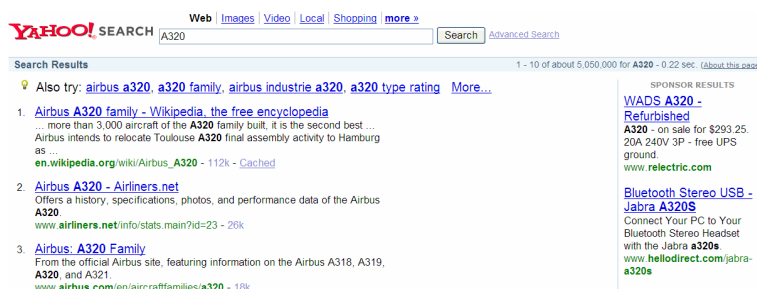 Web | Images | Video | Local | Shopping | more »
YAHOO! SEARCH A320 Search Advanced Search
Search Results 1 - 10 of about 5,050,000 for A320 - 0.22 sec. (About this page
Also try: airbus a320, a320 family, airbus industrie a320, a320 type rating More...
1. Airbus A320 family - Wikipedia, the free encyclopedia
... more than 3,000 aircraft of the A320 family built, it is the second best ...
Airbus intends to relocate Toulouse A320 final assembly activity to Hamburg
as ...
en.wikipedia.org/wiki/Airbus_A320 - 112k - Cached
2. Airbus A320 - Airliners.net
Offers a history, specifications, photos, and performance data of the Airbus
A320.
www.airliners.net/info/stats.main?id=23 - 26k
3. Airbus: A320 Family
From the official Airbus site, featuring information on the Airbus A318, A319,
A320, and A321.
www.airbus.com/en/aircraftfamilies/a320 - 18k
SPONSOR RESULTS
WADS A320 -
Refurbished
A320 - on sale for $293.25.
20A 240V 3P - free UPS
ground.
www.relectric.com
Bluetooth Stereo USB -
Jabra A320S
Connect Your PC to Your
Bluetooth Stereo Headset
with the Jabra a320s.
www.hellodirect.com/jabra-
a320s